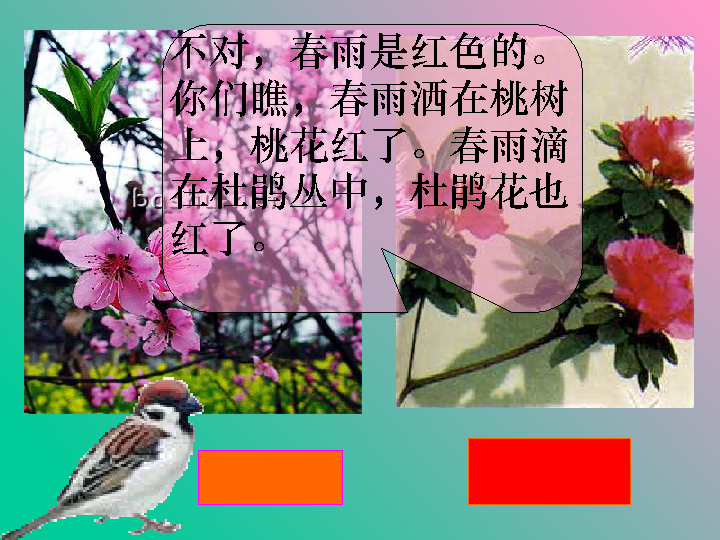 不对，春雨是红色的。
你们瞧，春雨洒在桃树
上，桃花红了。春雨滴
在杜鹃丛中，杜鹃花也
红了。